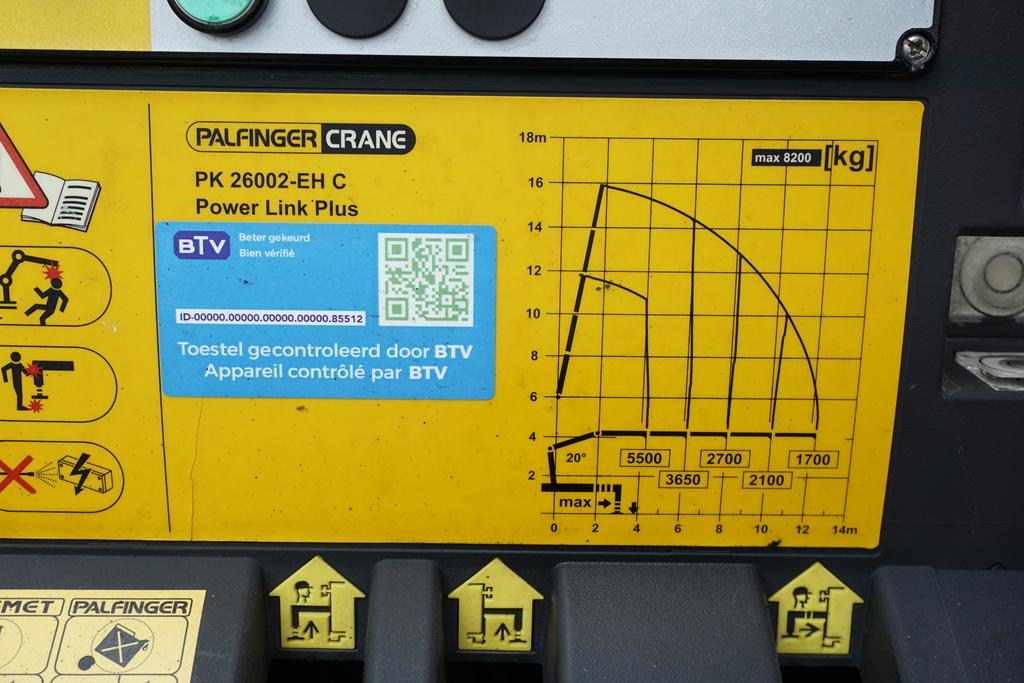 PALFINGER CRANE
PK 26002-EH C
Power Link Plus
BTV
Beter gekeurd
Bien vérifié
ID-00000.00000.00000.00000.85512
Toestel gecontroleerd door BTV
Appareil contrôlé par BTV
18m
max 8200 [kg]
16
14
12
10
8
6
4
2
20°
5500 2700 1700
3650 2100
max
0 2 4 6 8 10 12 14m
PALFINGER